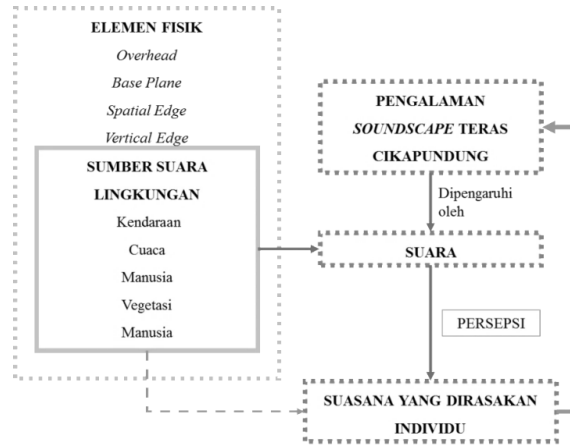 ELEMEN FISIK
Overhead
Base Plane
Spatial Edge
Vertical Edge
SUMBER SUARA
LINGKUNGAN
Kendaraan
Cuaca
Manusia
Vegetasi
Manusia
PENGALAMAN
SOUNDSCAPE TERAS
CIKAPUNDUNG
Dipengaruhi
oleh
SUARA
PERSEPSI
SUASANA YANG DIRASAKAN
INDIVIDU